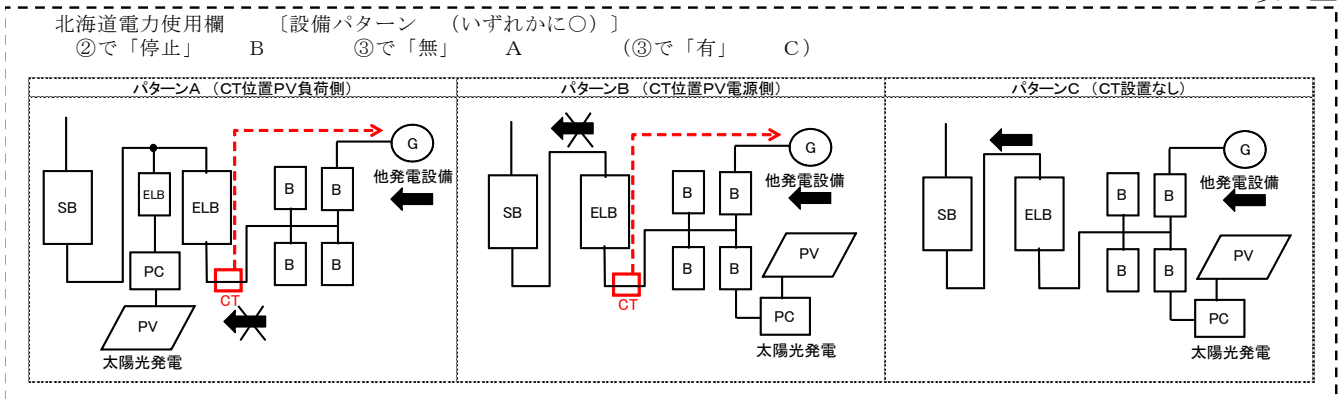 北海道電力使用欄 〔設備パターン （いずれかに○）〕
②で「停止」 B ③で「無」 A （③で「有」 C）
パターンA （CT位置PV負荷側）
SB
ELB
ELB
B
B
B
B
G
他発電設備
PC
CT
PV
太陽光発電
パターンB （CT位置PV電源側）
SB
ELB
B
B
B
B
G
他発電設備
CT
PV
PC
太陽光発電
パターンC （CT設置なし）
SB
ELB
B
B
B
B
G
他発電設備
PV
PC
太陽光発電